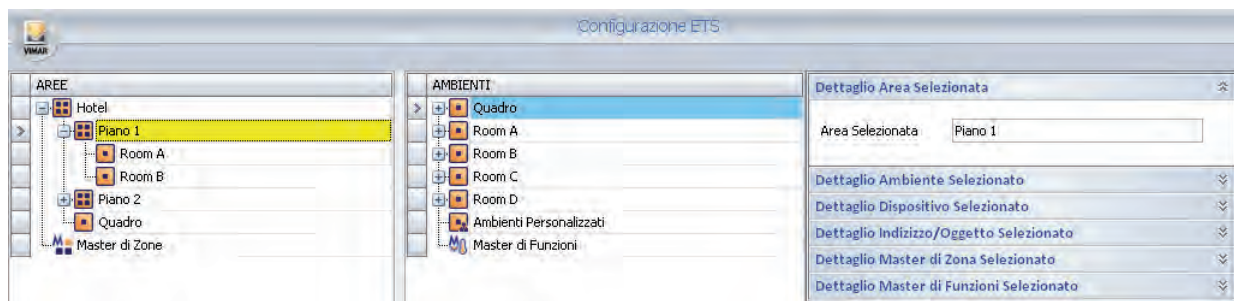 Configurazione ETS
VIMAR
AREE
Hotel
Piano 1
Room A
Room B
Piano 2
Quadro
Master di Zone
AMBIENTI
Quadro
Room A
Room B
Room C
Room D
Ambienti Personalizzati
Master di Funzioni
Dettaglio Area Selezionata
Area Selezionata Piano 1
Dettaglio Ambiente Selezionato
Dettaglio Dispositivo Selezionato
Dettaglio Indizizzo/Oggetto Selezionato
Dettaglio Master di Zona Selezionato
Dettaglio Master di Funzioni Selezionato